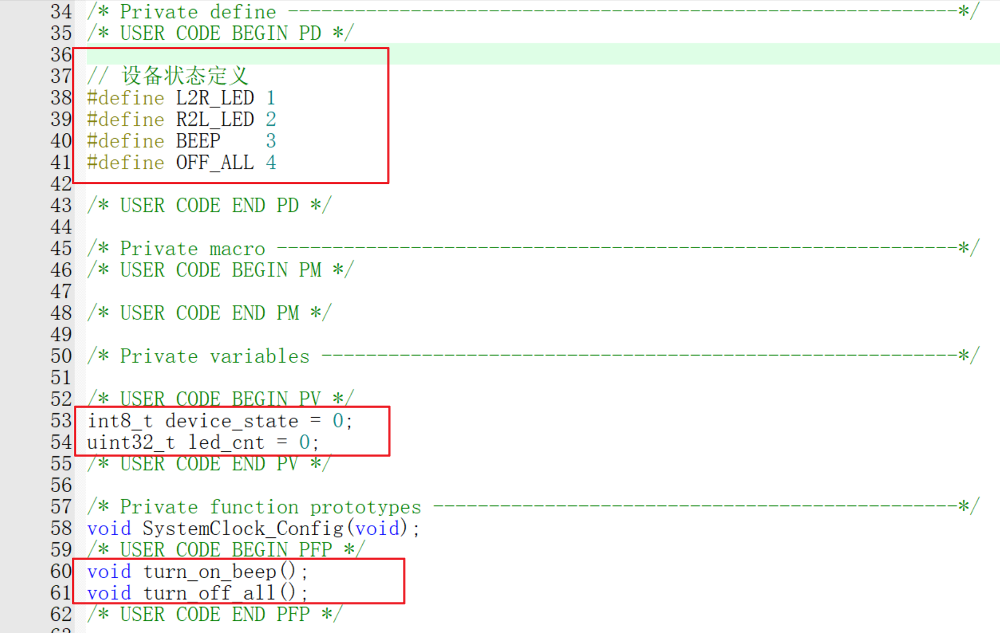 34 /* Private define ------------------------------------------------------------*/
35 /* USER CODE BEGIN PD */
36
37 // 设备状态定义
38 #define L2R_LED 1
39 #define R2L_LED 2
40 #define BEEP    3
41 #define OFF_ALL 4
42
43 /* USER CODE END PD */
44
45 /* Private macro -------------------------------------------------------------*/
46 /* USER CODE BEGIN PM */
47
48 /* USER CODE END PM */
49
50 /* Private variables ---------------------------------------------------------*/
51
52 /* USER CODE BEGIN PV */
53 int8_t device_state = 0;
54 uint32_t led_cnt = 0;
55 /* USER CODE END PV */
56
57 /* Private function prototypes -----------------------------------------------*/
58 void SystemClock_Config(void);
59 /* USER CODE BEGIN PFP */
60 void turn_on_beep();
61 void turn_off_all();
62 /* USER CODE END PFP */